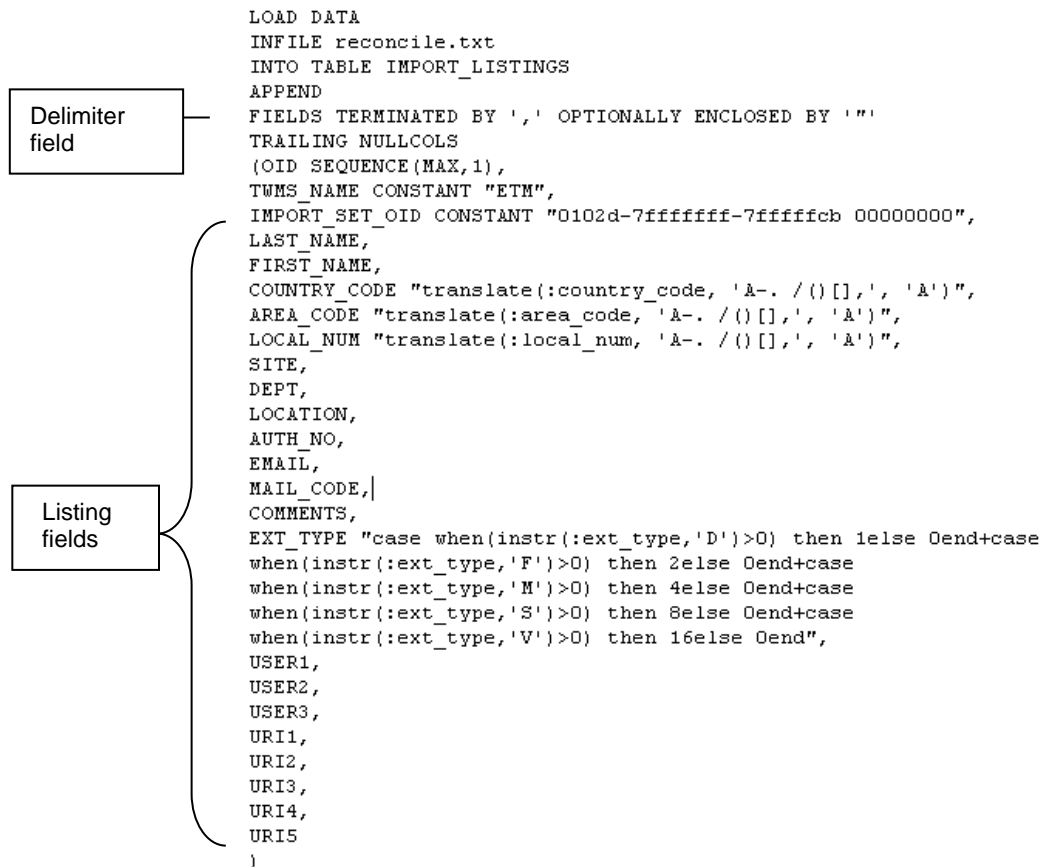 LOAD DATA
INFILE reconcile.txt
INTO TABLE IMPORT_LISTINGS
APPEND
Delimiter
field
FIELDS TERMINATED BY ',' OPTIONALLY ENCLOSED BY '"'
TRAILING NULLCOLS
(OID SEQUENCE(MAX,1),
TWMS_NAME CONSTANT "ETM",
IMPORT_SET_OID CONSTANT "0102d-7fffffff-7fffffcb 00000000",
LAST_NAME,
FIRST_NAME,
COUNTRY_CODE "translate(:country_code, 'A-. /()[],', 'A')",
AREA_CODE "translate(:area_code, 'A-. /()[],', 'A')",
LOCAL_NUM "translate(:local_num, 'A-. /()[],', 'A')",
SITE,
DEPT,
LOCATION,
AUTH_NO,
EMAIL,
MAIL_CODE,
Listing
fields
COMMENTS,
EXT_TYPE "case when(instr(:ext_type,'D')>0) then 1else 0end+case
when(instr(:ext_type,'F')>0) then 2else 0end+case
when(instr(:ext_type,'M')>0) then 4else 0end+case
when(instr(:ext_type,'S')>0) then 8else 0end+case
when(instr(:ext_type,'V')>0) then 16else 0end",
USER1,
USER2,
USER3,
URI1,
URI2,
URI3,
URI4,
URI5
)